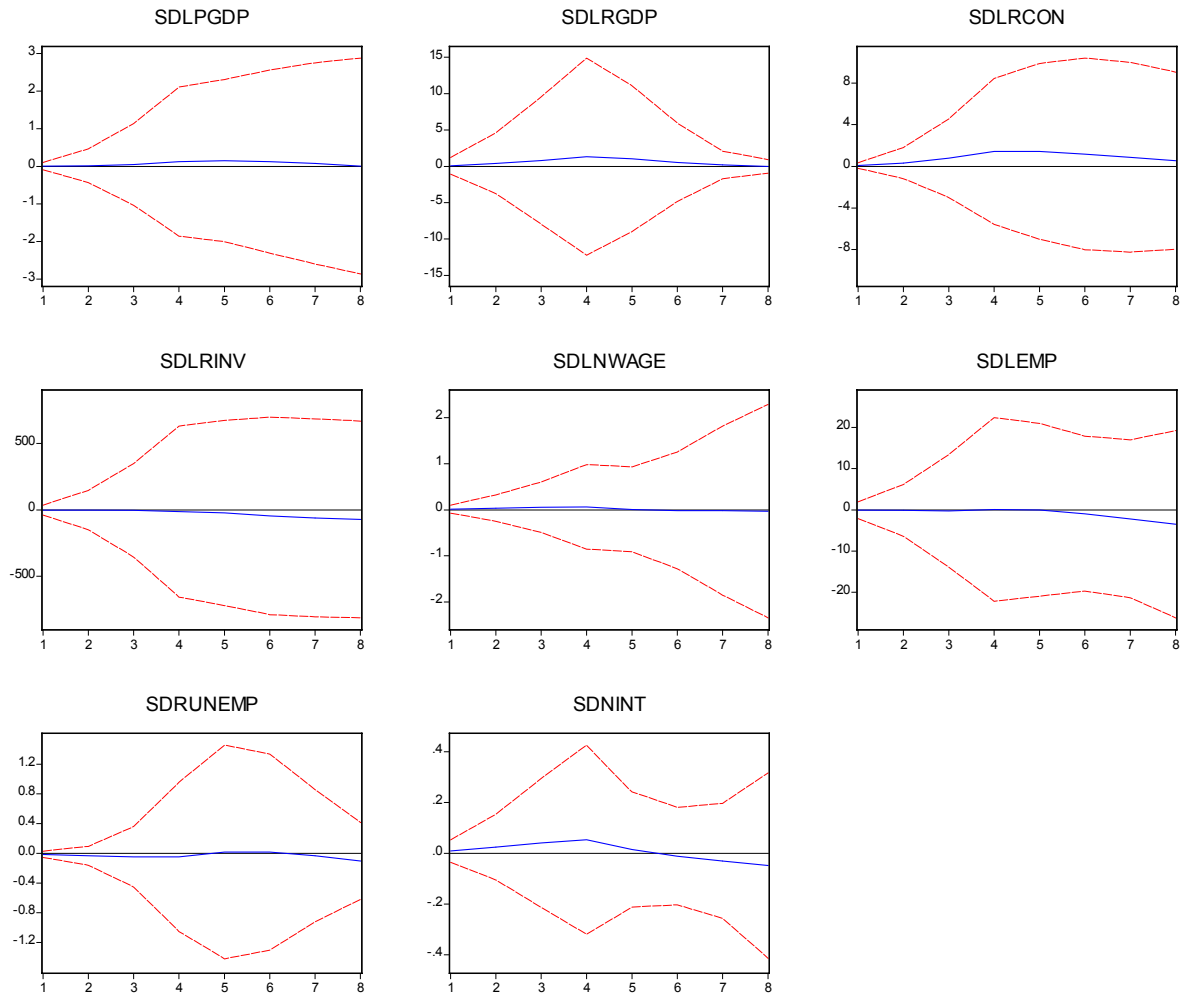 SDLPGDP SDLRGDP SDLRCON
3 15
2 10 8
1 5 4
0 0 0
-1 -5 -4
-2 -10 -8
-3 -15
1 2 3 4 5 6 7 8 1 2 3 4 5 6 7 8 1 2 3 4 5 6 7 8
SDLRINV SDLNWAGE SDLEMP
500 2 20
1 10
0 0 0
-500 -1 -10
-2 -20
1 2 3 4 5 6 7 8 1 2 3 4 5 6 7 8 1 2 3 4 5 6 7 8
SDRUNEMP SDNINT
1.2 .4
0.8 .2
0.4
0.0 .0
-0.4
-0.8 -.2
-1.2 -.4
1 2 3 4 5 6 7 8 1 2 3 4 5 6 7 8